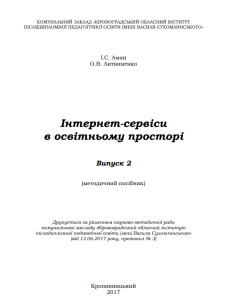 КОМУНАЛЬНИЙ ЗАКЛАД «КІРОВОГРАДСЬКИЙ ОБЛАСНИЙ ІНСТИТУТ
ПІСЛЯДИПЛОМНОЇ ПЕДАГОГІЧНОЇ ОСВІТИ ІМЕНІ ВАСИЛЯ СУХОМЛИНСЬКОГО»
І.С. Аман
О.В. Литвиненко
Інтернет-сервіси
в освітньому просторі
Випуск 2
(методичний посібник)
Друкується за рішенням науково-методичної ради
комунального закладу «Кіровоградський обласний інститут
післядипломної педагогічної освіти імені Василя Сухомлинського»
від 13.06.2017 року, протокол № 3)
Кропивницький
2017